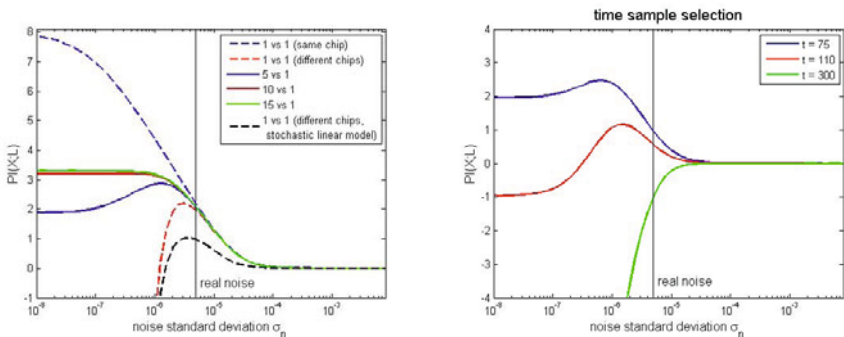 8
7
6
5
4
3
2
1
0
-1
PI(X;L)
1 vs 1 (same chip)
1 vs 1 (different chips)
5 vs 1
10 vs 1
15 vs 1
1 vs 1 (different chips,
stochastic linear model)
real noise
10⁻⁸ 10⁻⁷ 10⁻⁶ 10⁻⁵ 10⁻⁴ 10⁻³ 10⁻²
noise standard deviation σn
time sample selection
4
3
2
1
0
-1
-2
-3
-4
PI(X;L)
t = 75
t = 110
t = 300
real noise
10⁻⁸ 10⁻⁷ 10⁻⁶ 10⁻⁵ 10⁻⁴ 10⁻³
noise standard deviation σn